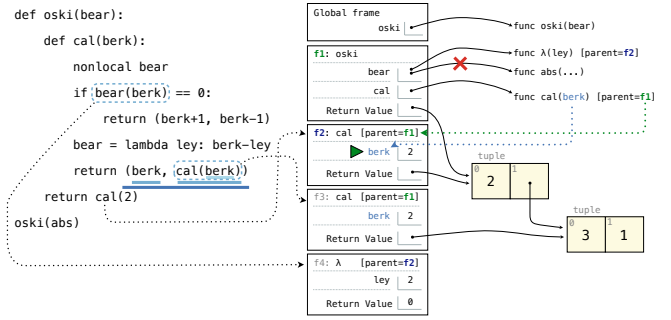 def oski(bear):
def cal(berk):
nonlocal bear
if bear(berk) == 0:
return (berk+1, berk−1)
bear = lambda ley: berk−ley
return (berk, cal(berk))
return cal(2)
oski(abs)
Global frame
oski
func oski(bear)
f1: oski
bear
cal
Return Value
func λ(ley) [parent=f2]
func abs(...)
func cal(berk) [parent=f1]
f2: cal [parent=f1]
berk 2
Return Value
tuple
0 1
2
f3: cal [parent=f1]
berk 2
Return Value
tuple
0 1
3 1
f4: λ [parent=f2]
ley 2
Return Value 0